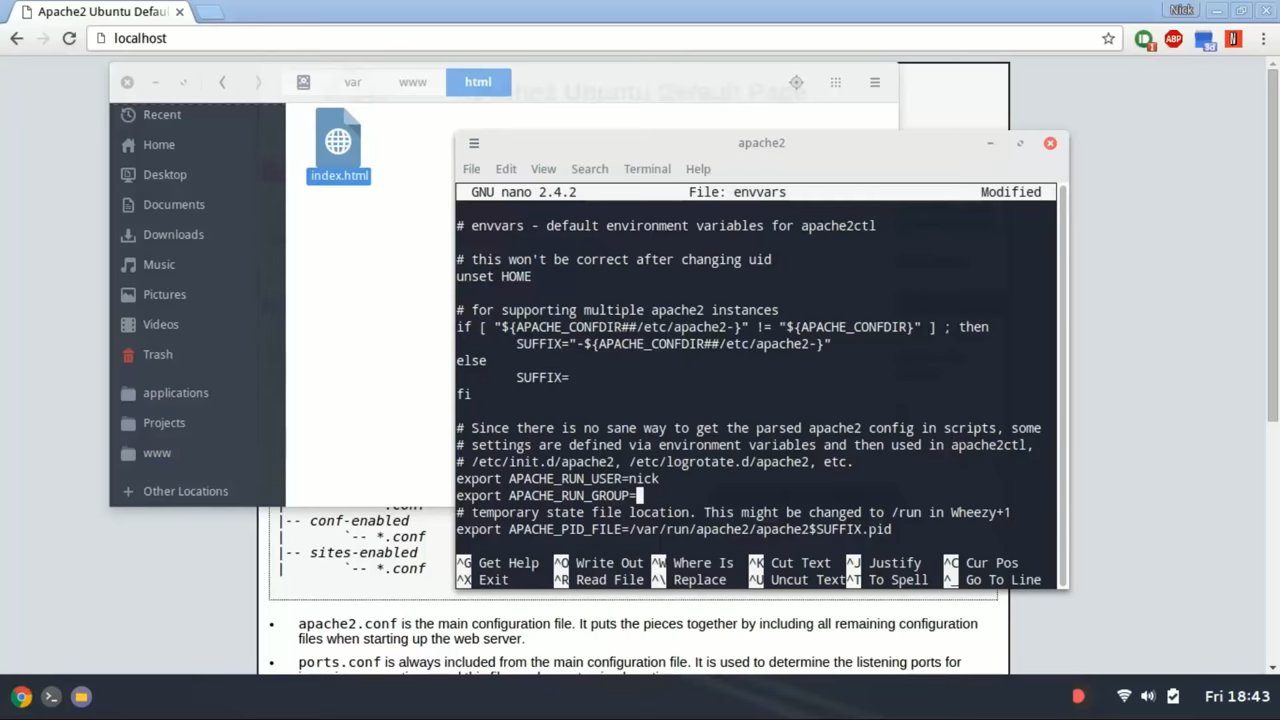 Apache2 Ubuntu Defau
Nick
localhost
ABP
1
3d
N
var
www
html
Apache2 Ubuntu Default Page
Recent
Home
Desktop
Documents
Downloads
Music
Pictures
Videos
Trash
applications
Projects
www
Other Locations
index.html
apache2
File Edit View Search Terminal Help
GNU nano 2.4.2 File: envvars Modified
# envvars - default environment variables for apache2ctl
# this won't be correct after changing uid
unset HOME
# for supporting multiple apache2 instances
if [ "${APACHE_CONFDIR##/etc/apache2-}" != "${APACHE_CONFDIR}" ] ; then
SUFFIX="-${APACHE_CONFDIR##/etc/apache2-}"
else
SUFFIX=
fi
# Since there is no sane way to get the parsed apache2 config in scripts, some
# settings are defined via environment variables and then used in apache2ctl,
# /etc/init.d/apache2, /etc/logrotate.d/apache2, etc.
export APACHE_RUN_USER=nick
export APACHE_RUN_GROUP=
# temporary state file location. This might be changed to /run in Wheezy+1
export APACHE_PID_FILE=/var/run/apache2/apache2$SUFFIX.pid
^G Get Help ^O Write Out ^W Where Is ^K Cut Text ^J Justify ^C Cur Pos
^X Exit ^R Read File ^\ Replace ^U Uncut Text ^T To Spell ^_ Go To Line
|-- conf-enabled
| `-- *.conf
|-- sites-enabled
| `-- *.conf
• apache2.conf is the main configuration file. It puts the pieces together by including all remaining configuration
files when starting up the web server.
• ports.conf is always included from the main configuration file. It is used to determine the listening ports for
Fri 18:43